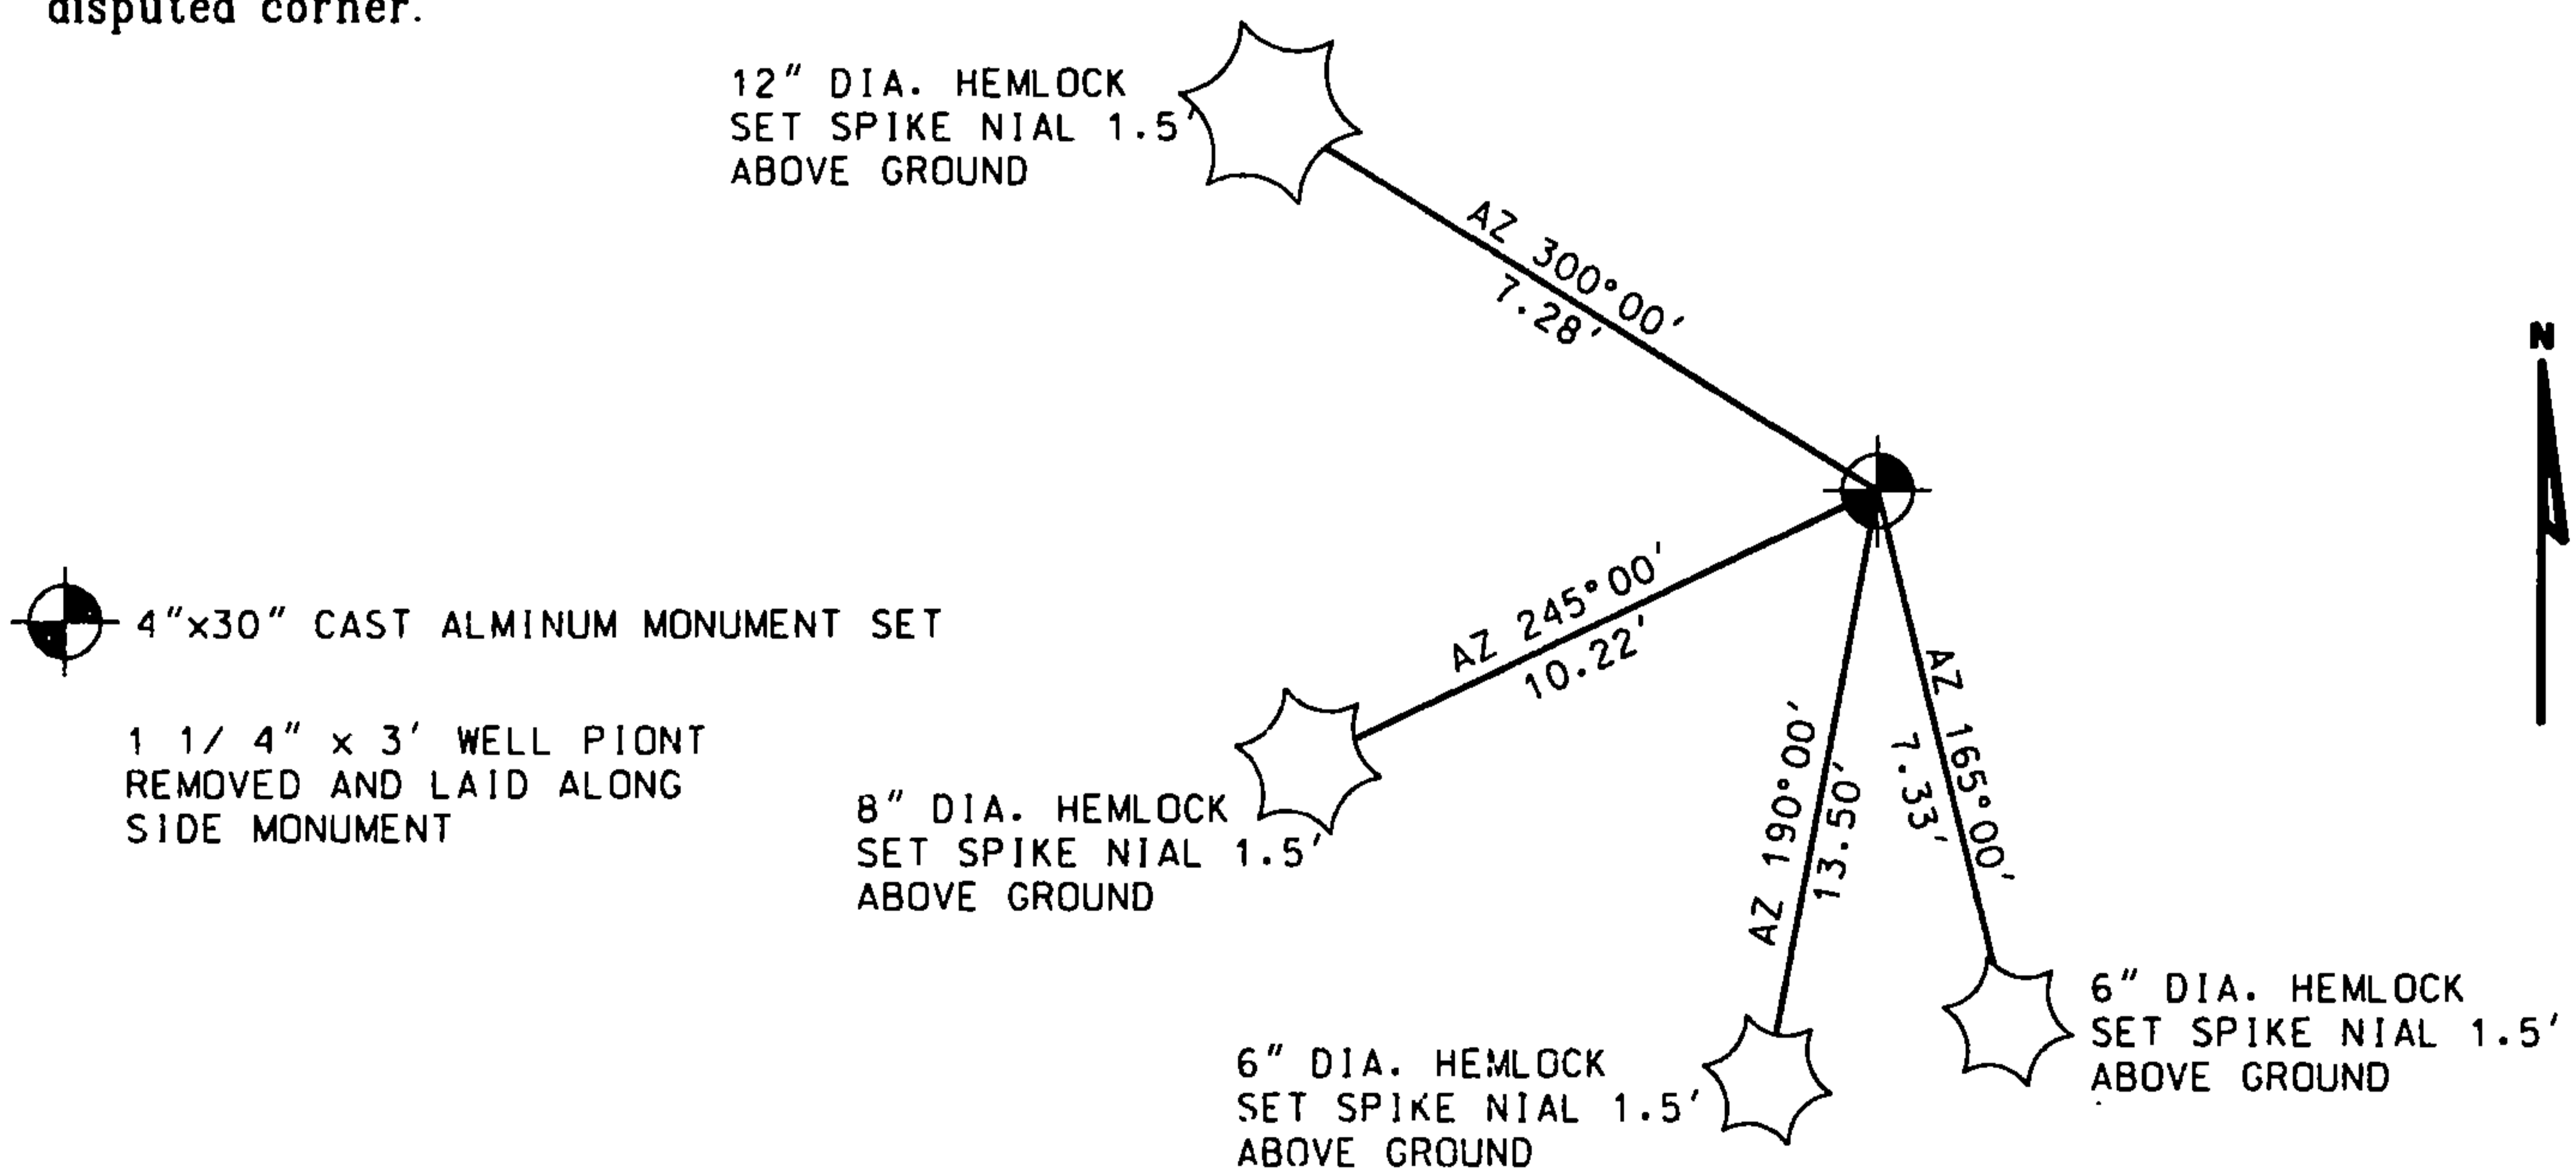 disputed corner.
12" DIA. HEMLOCK
SET SPIKE NIAL 1.5'
ABOVE GROUND
AZ 300°00'
7.28'
N
AZ 245°00'
10.22'
4"x30" CAST ALMINUM MONUMENT SET
1 1/ 4" x 3' WELL PIONT
REMOVED AND LAID ALONG
SIDE MONUMENT
8" DIA. HEMLOCK
SET SPIKE NIAL 1.5'
ABOVE GROUND
AZ 190°00'
13.50'
AZ 165°00'
7.33'
6" DIA. HEMLOCK
SET SPIKE NIAL 1.5'
ABOVE GROUND
6" DIA. HEMLOCK
SET SPIKE NIAL 1.5'
ABOVE GROUND